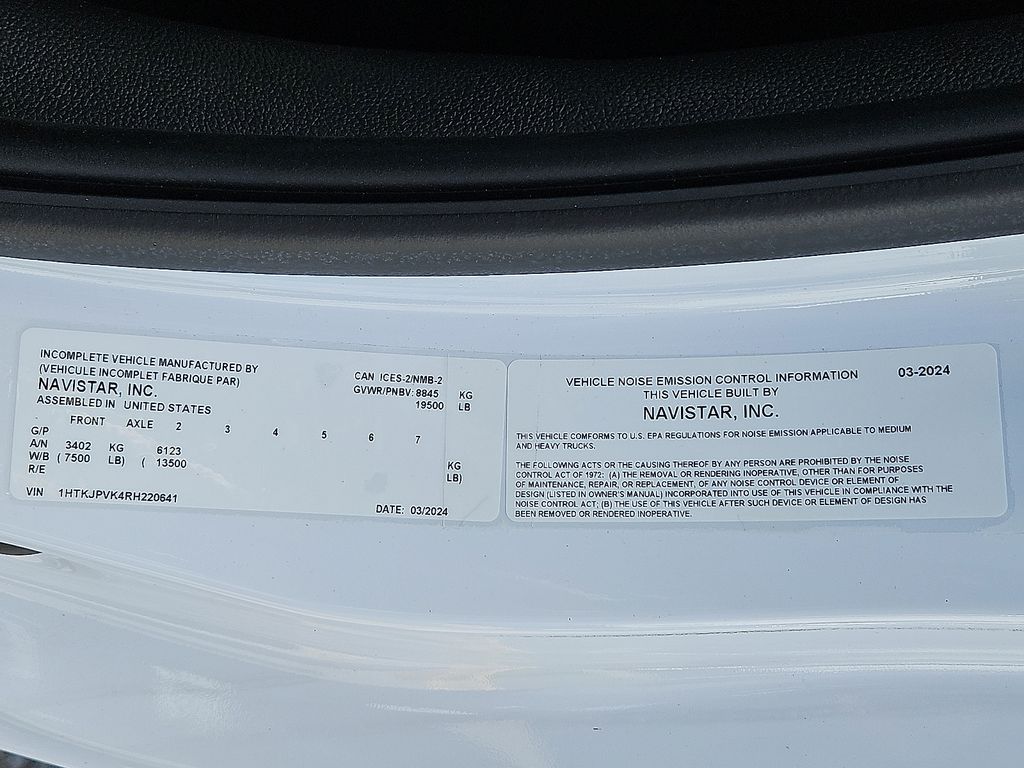 INCOMPLETE VEHICLE MANUFACTURED BY
(VEHICULE INCOMPLET FABRIQUE PAR)
NAVISTAR, INC.
ASSEMBLED IN UNITED STATES
CAN ICES-2/NMB-2
GVWR/PNBV: 8845 KG
19500 LB
FRONT AXLE 2 3 4 5 6 7
G/P
A/N 3402 KG 6123 KG
W/B ( 7500 LB) ( 13500 LB)
R/E
VIN 1HTKJPVK4RH220641
DATE: 03/2024
VEHICLE NOISE EMISSION CONTROL INFORMATION 03-2024
THIS VEHICLE BUILT BY
NAVISTAR, INC.
THIS VEHICLE COMFORMS TO U.S. EPA REGULATIONS FOR NOISE EMISSION APPLICABLE TO MEDIUM
AND HEAVY TRUCKS.
THE FOLLOWING ACTS OR THE CAUSING THEREOF BY ANY PERSON ARE PROHIBITED BY THE NOISE
CONTROL ACT OF 1972: (A) THE REMOVAL OR RENDERING INOPERATIVE, OTHER THAN FOR PURPOSES
OF MAINTENANCE, REPAIR, OR REPLACEMENT, OF ANY NOISE CONTROL DEVICE OR ELEMENT OF
DESIGN (LISTED IN OWNER'S MANUAL) INCORPORATED INTO USE OF THIS VEHICLE IN COMPLIANCE WITH THE
NOISE CONTROL ACT; (B) THE USE OF THIS VEHICLE AFTER SUCH DEVICE OR ELEMENT OF DESIGN HAS
BEEN REMOVED OR RENDERED INOPERATIVE.